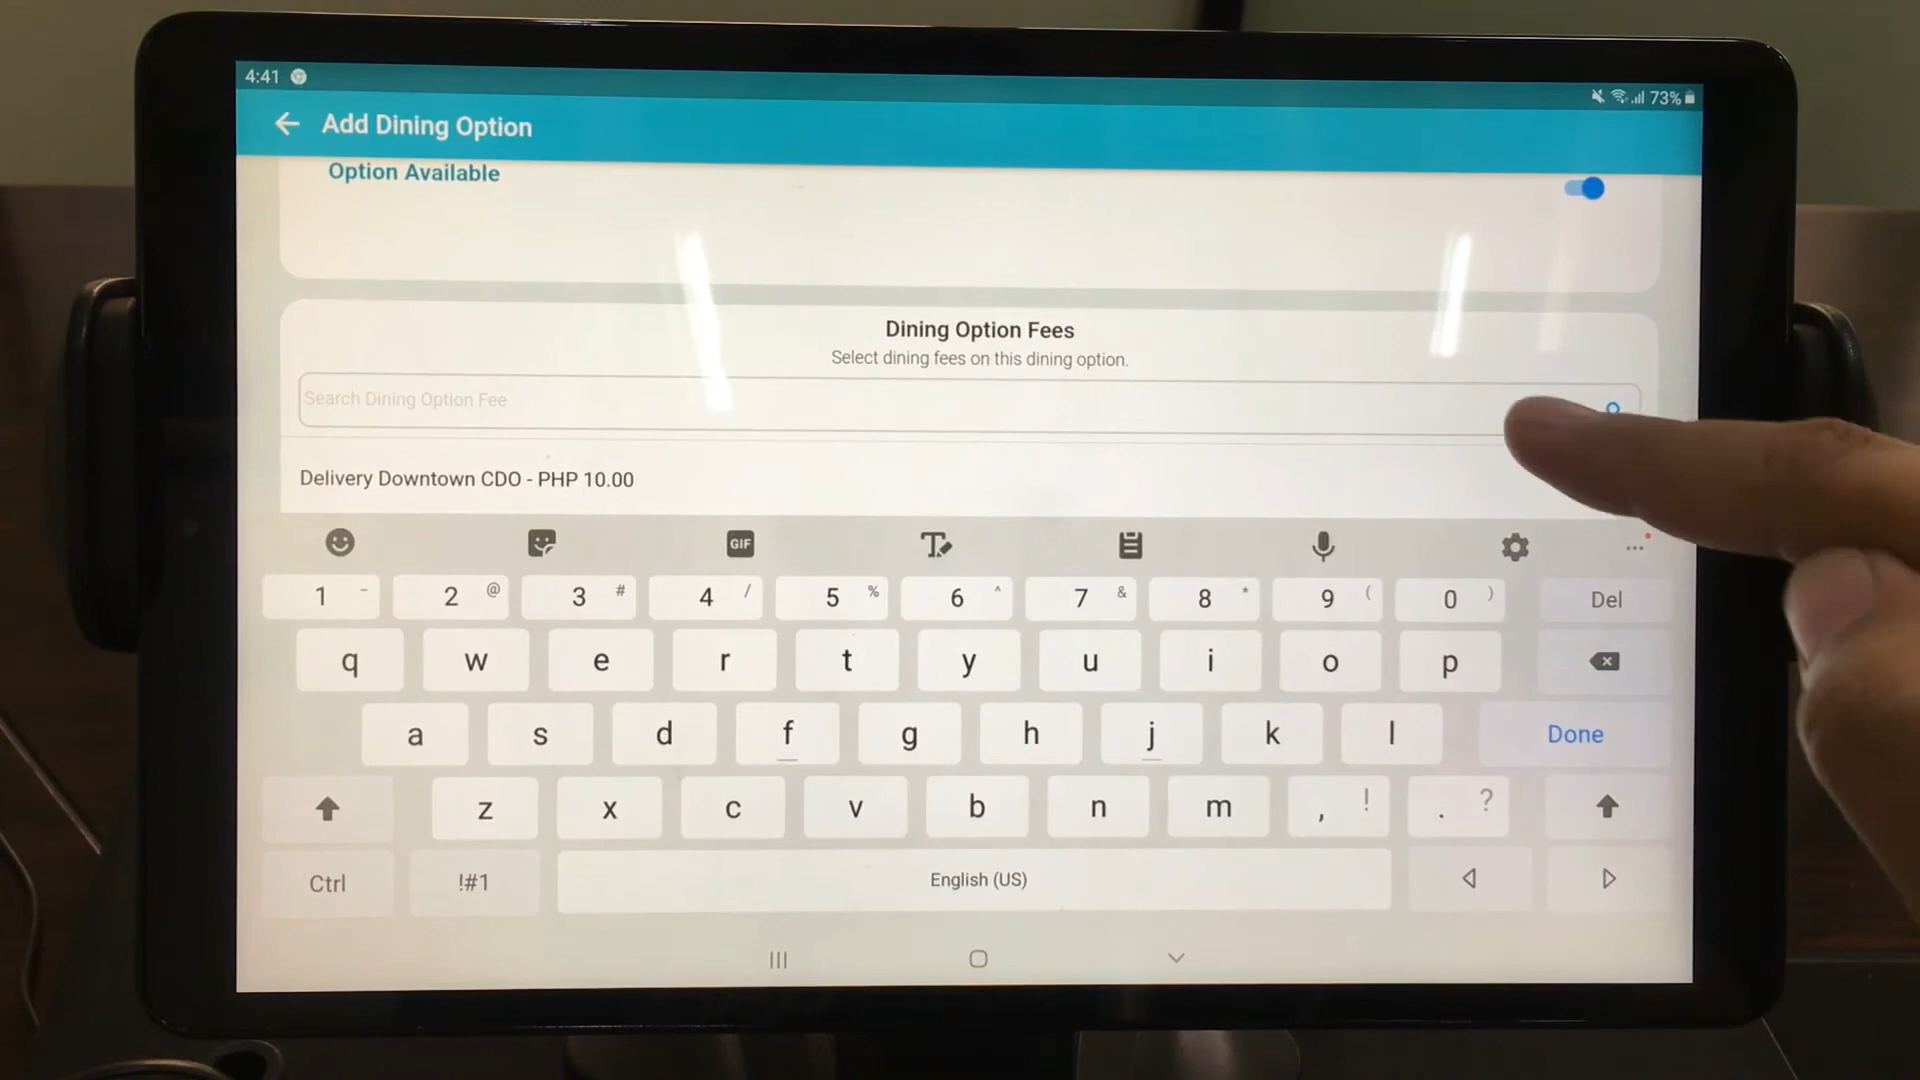 4:41
73%
Add Dining Option
Option Available
Dining Option Fees
Select dining fees on this dining option.
Search Dining Option Fee
Delivery Downtown CDO - PHP 10.00
GIF
1 - 2 @ 3 # 4 / 5 % 6 ^ 7 & 8 * 9 ( 0 ) Del
q w e r t y u i o p
a s d f g h j k l Done
z x c v b n m , ! . ?
Ctrl !#1 English (US)